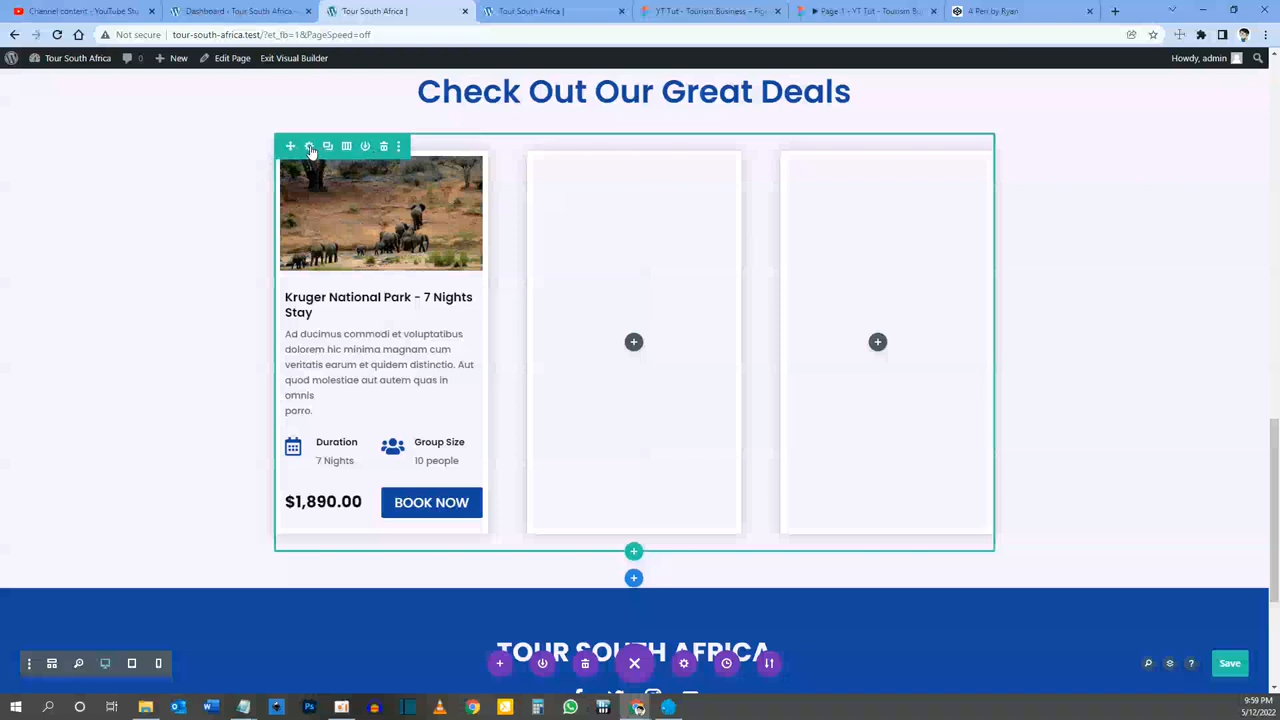 Channel content - YouTube Stu
Dashboard ‹ Tour South Africa —
Tour South Africa |
Tour South Africa |
YT Tut - Tourism Business – Figm
Page 1 - YT Tut - Tourism Bu
4 Peri by Ryan
Not secure
tour-south-africa.test/?et_fb=1&PageSpeed=off
Tour South Africa
0
New
Edit Page
Exit Visual Builder
Howdy, admin
Check Out Our Great Deals
Kruger National Park - 7 Nights
Stay
Ad ducimus commodi et voluptatibus
dolorem hic minima magnam cum
veritatis earum et quidem distinctio. Aut
quod molestiae aut autem quas in
omnis
porro.
Duration
Group Size
7 Nights
10 people
$1,890.00
BOOK NOW
TOUR SOUTH AFRICA
Save
9:59 PM
5/12/2022